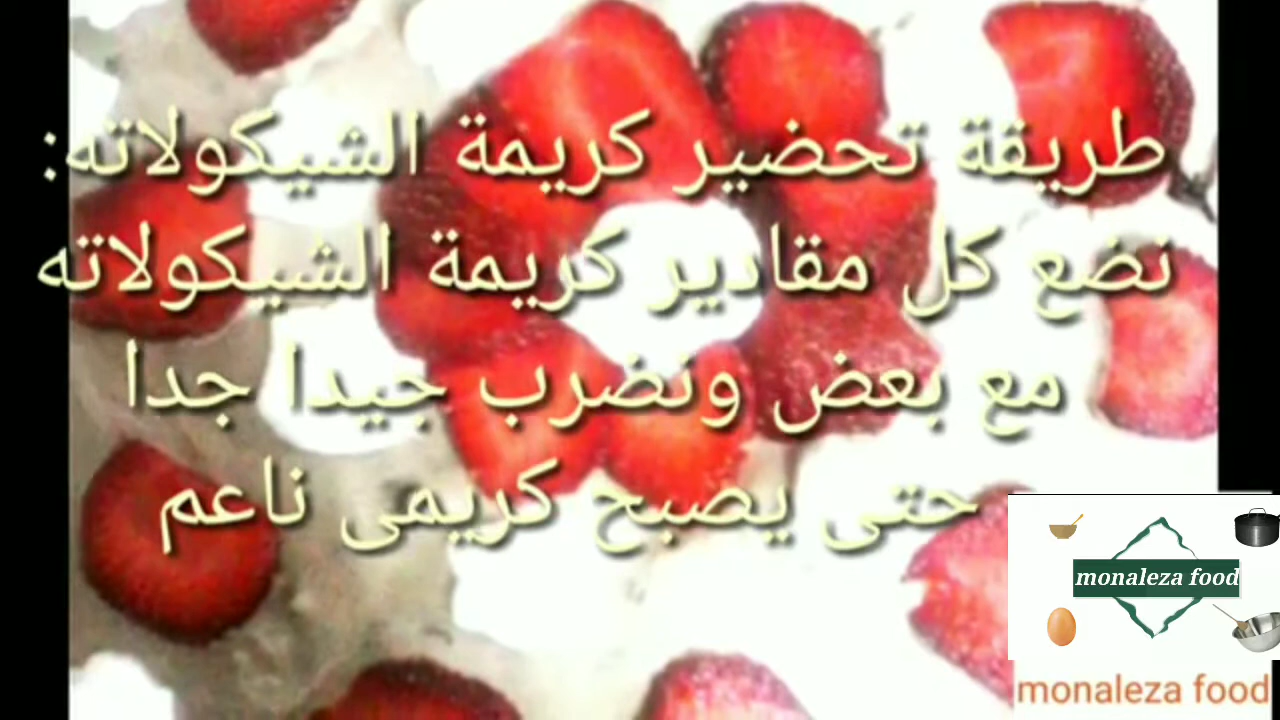 طريقة تحضير كريمة الشيكولاته:
نضع كل مقادير كريمة الشيكولاته
مع بعض ونضرب جيدا جدا
حتى يصبح كريمى ناعم
monaleza food
monaleza food